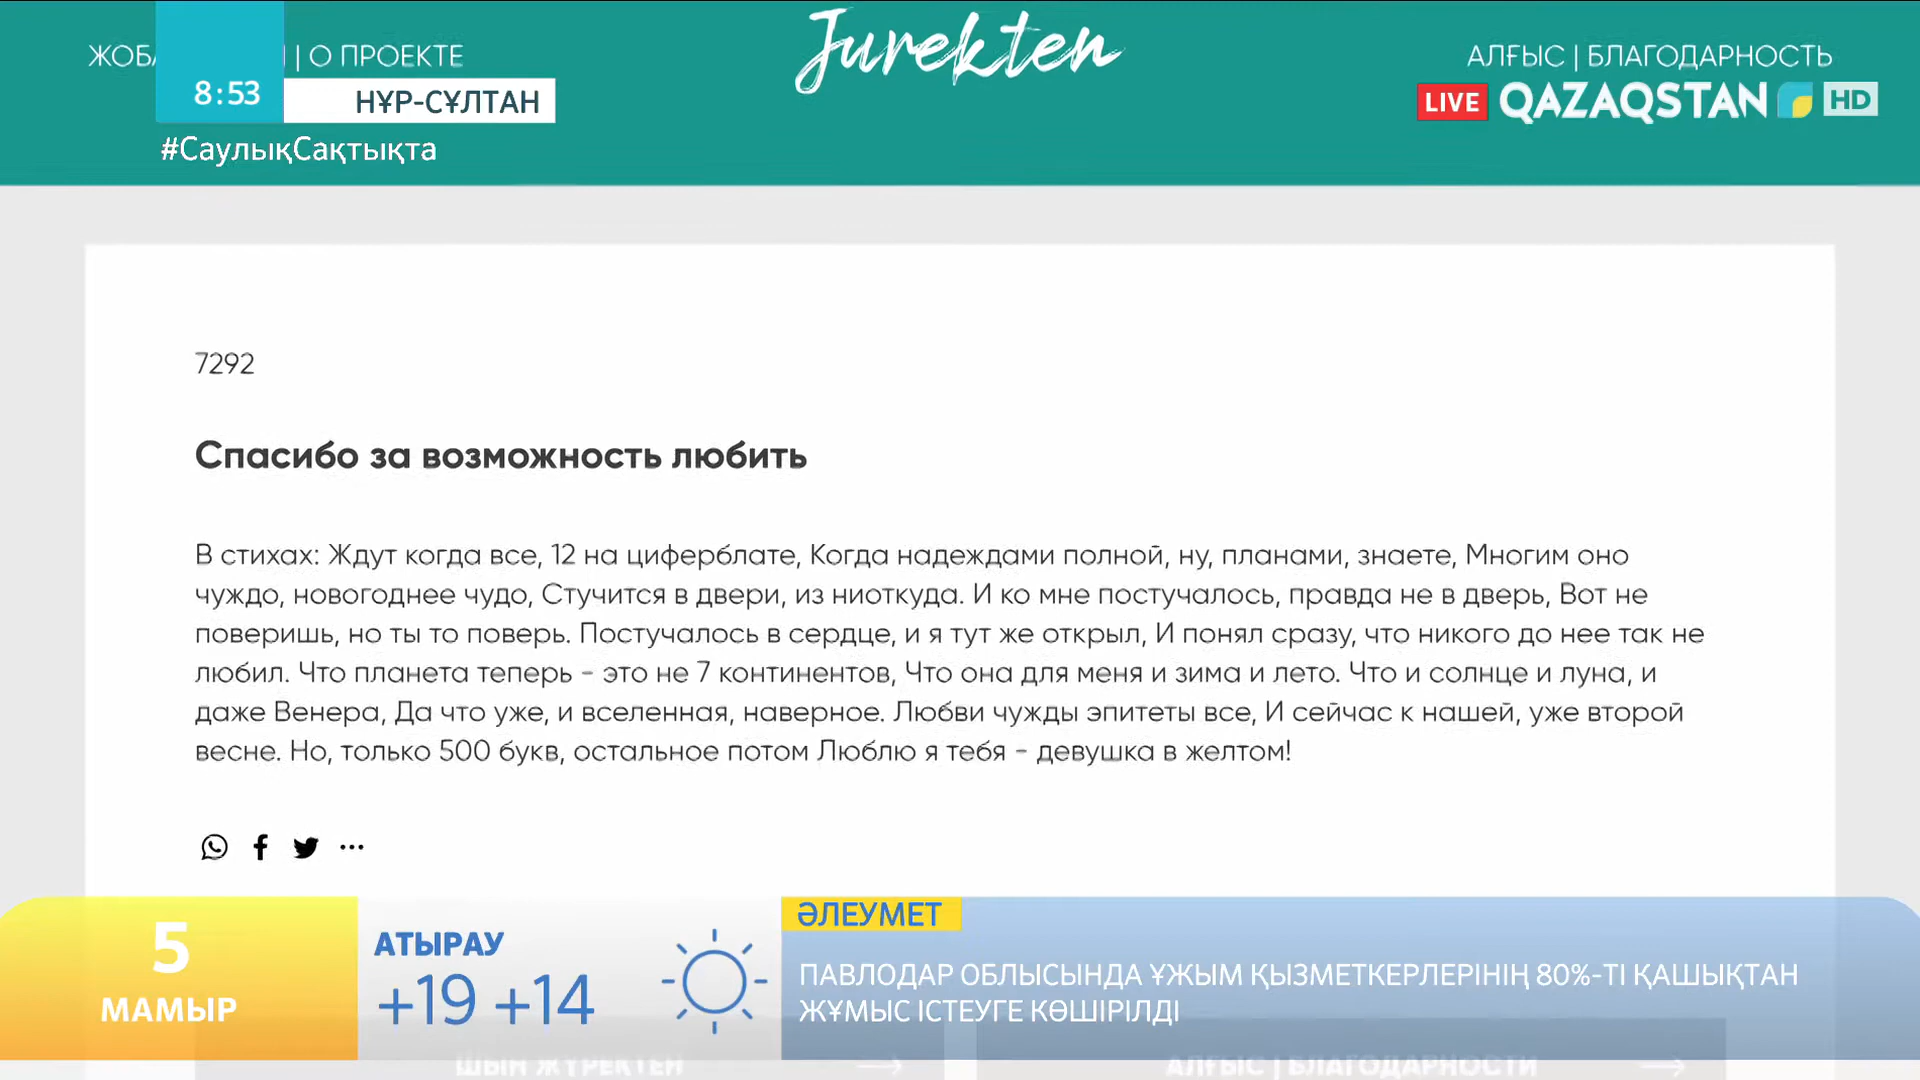 ЖОБА | О ПРОЕКТЕ
Jurekten
АЛҒЫС | БЛАГОДАРНОСТЬ
8:53
НҰР-СҰЛТАН
LIVE QAZAQSTAN HD
#СаулықСақтықта
7292
Спасибо за возможность любить
В стихах: Ждут когда все, 12 на циферблате, Когда надеждами полной, ну, планами, знаете, Многим оно
чуждо, новогоднее чудо, Стучится в двери, из ниоткуда. И ко мне постучалось, правда не в дверь, Вот не
поверишь, но ты то поверь. Постучалось в сердце, и я тут же открыл, И понял сразу, что никого до нее так не
любил. Что планета теперь - это не 7 континентов, Что она для меня и зима и лето. Что и солнце и луна, и
даже Венера, Да что уже, и вселенная, наверное. Любви чужды эпитеты все, И сейчас к нашей, уже второй
весне. Но, только 500 букв, остальное потом Люблю я тебя - девушка в желтом!
5
МАМЫР
АТЫРАУ
+19 +14
ӘЛЕУМЕТ
ПАВЛОДАР ОБЛЫСЫНДА ҰЖЫМ ҚЫЗМЕТКЕРЛЕРІНІҢ 80%-ТІ ҚАШЫҚТАН
ЖҰМЫС ІСТЕУГЕ КӨШІРІЛДІ
ШЫН ЖҮРЕКТЕН
АЛҒЫС | БЛАГОДАРНОСТИ